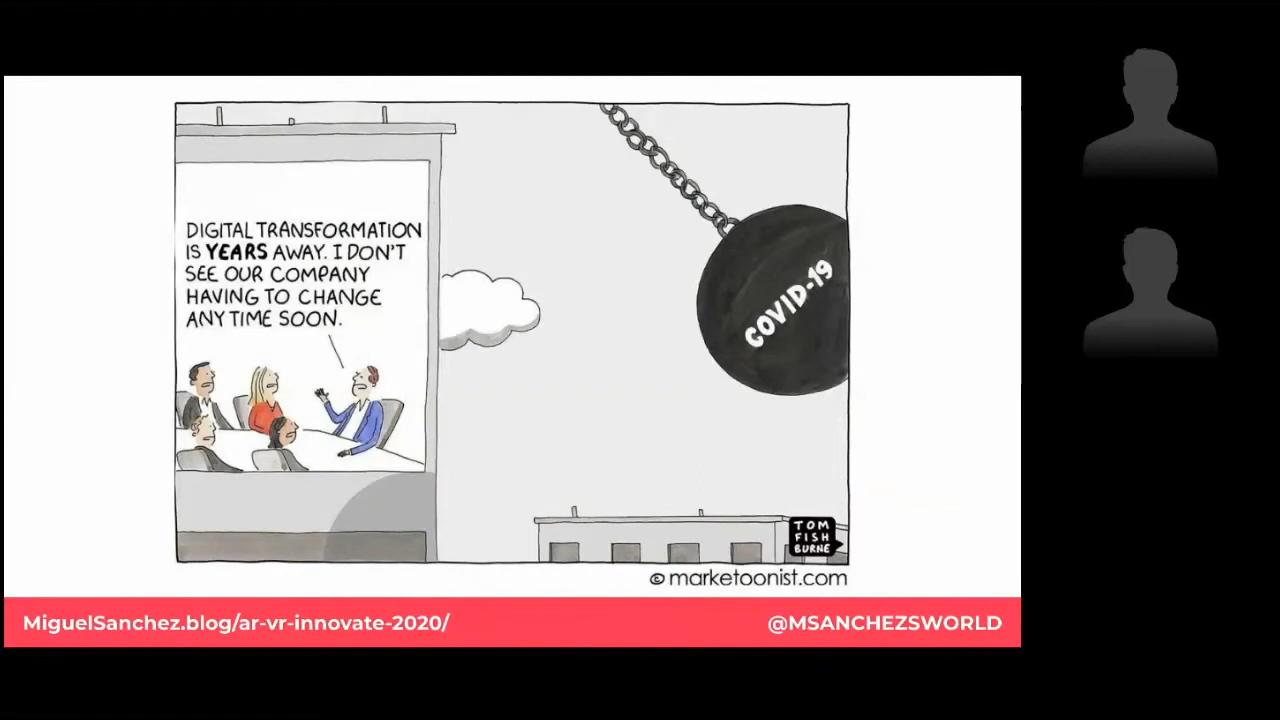 DIGITAL TRANSFORMATION
IS YEARS AWAY. I DON'T
SEE OUR COMPANY
HAVING TO CHANGE
ANY TIME SOON.
COVID-19
TOM
FISH
BURNE
© marketoonist.com
MiguelSanchez.blog/ar-vr-innovate-2020/
@MSANCHEZSWORLD